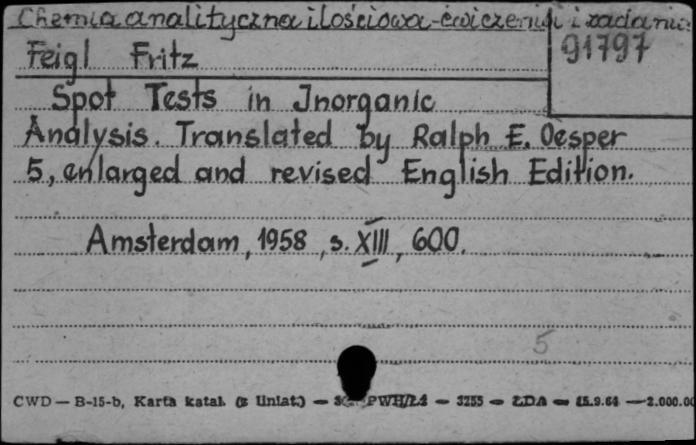 Chemia analityczna ilościowa-ćwiczenia i zadania
91797
Feigl Fritz
Spot Tests in Inorganic
Analysis. Translated by Ralph E. Oesper
5, enlarged and revised English Edition.
Amsterdam, 1958, s. XIII, 600.
5
CWD — B-15-b, Karta katal. (z Uniat.) — PWH/Łż — 3255 — ŁDA — 15.9.64 — 2.000.00